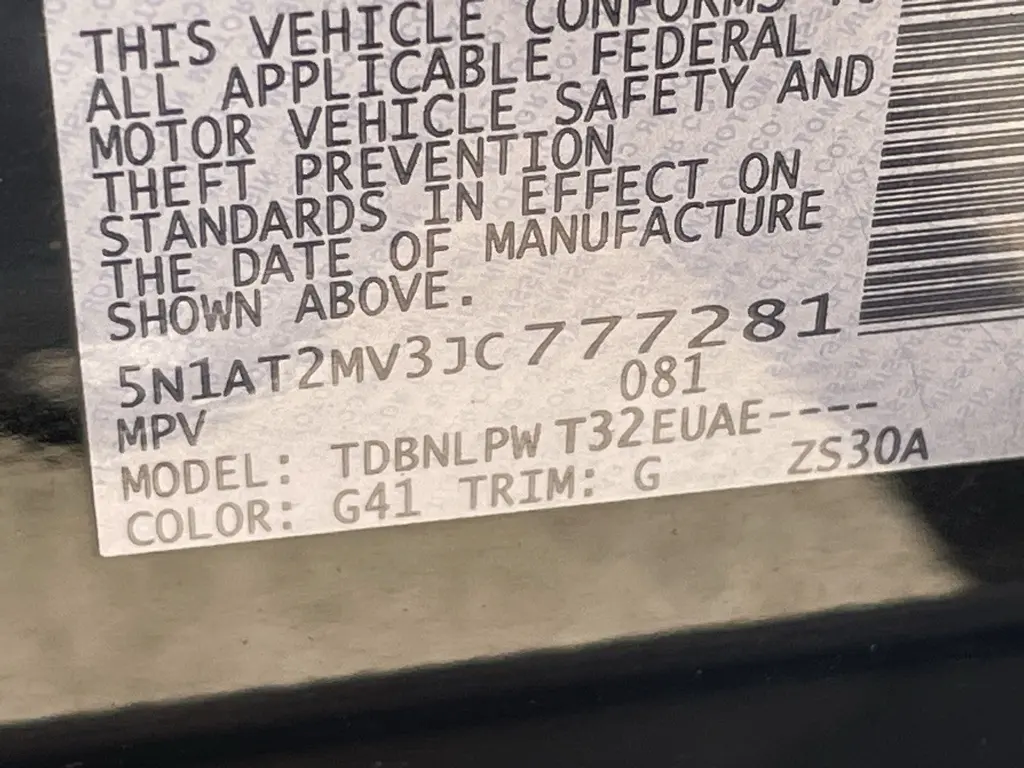 THIS VEHICLE CONFORMS
ALL APPLICABLE FEDERAL
MOTOR VEHICLE SAFETY AND
THEFT PREVENTION
STANDARDS IN EFFECT ON
THE DATE OF MANUFACTURE
SHOWN ABOVE.
5N1AT2MV3JC777281
MPV 081
MODEL: TDBNLPW T32EUAE----
COLOR: G41 TRIM: G ZS30A